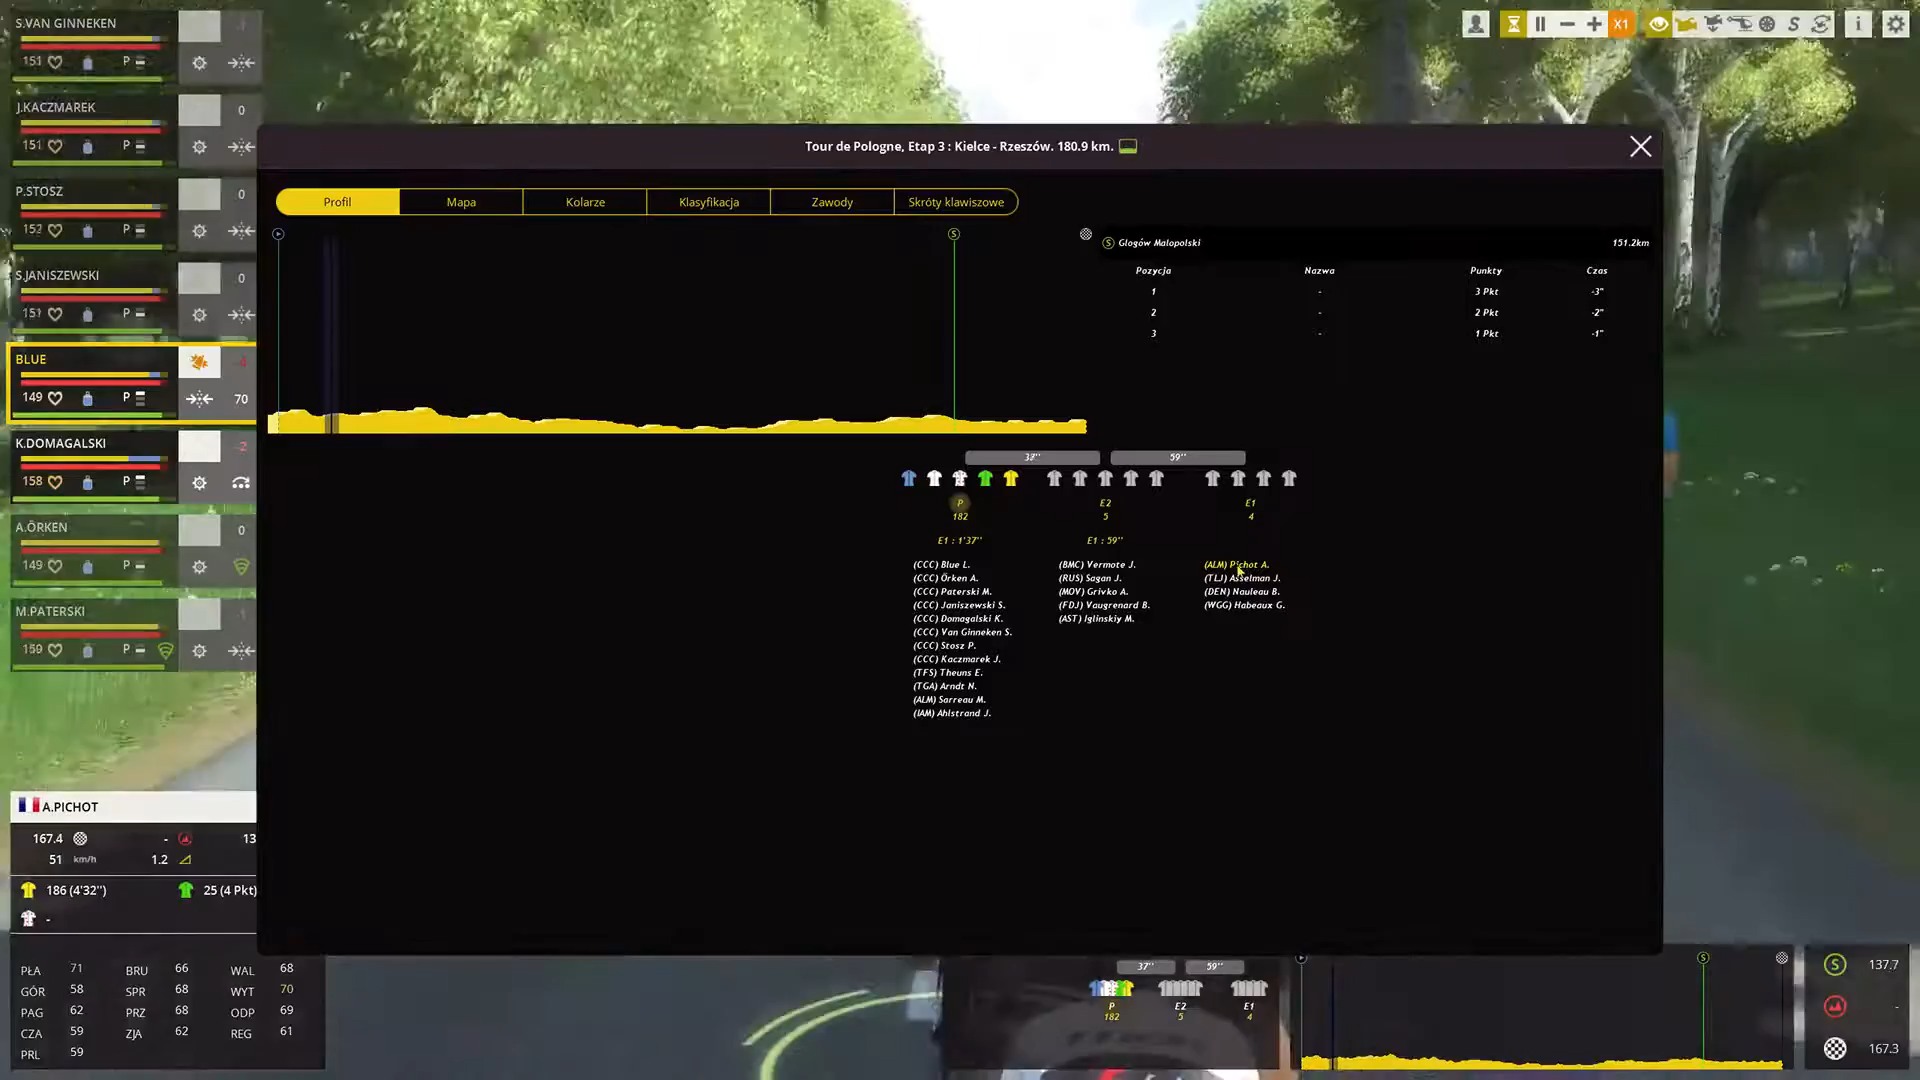 S.VAN GINNEKEN
-1
151 P
J.KACZMAREK
0
151 P
P.STOSZ
0
152 P
S.JANISZEWSKI
0
151 P
BLUE
-4
149 P 70
K.DOMAGALSKI
-2
158 P
A.ÖRKEN
0
149 P
M.PATERSKI
-1
159 P
X1
S
i
Tour de Pologne, Etap 3 : Kielce - Rzeszów. 180.9 km.
Profil
Mapa
Kolarze
Klasyfikacja
Zawody
Skróty klawiszowe
S
S Glogów Malopolski 151.2km
Pozycja Nazwa Punkty Czas
1 - 3 Pkt -3"
2 - 2 Pkt -2"
3 - 1 Pkt -1"
59''
P E2 E1
182 5 4
E1 : 1'37'' E1 : 59''
(CCC) Blue L.
(CCC) Örken A.
(CCC) Paterski M.
(CCC) Janiszewski S.
(CCC) Domagalski K.
(CCC) Van Ginneken S.
(CCC) Stosz P.
(CCC) Kaczmarek J.
(TFS) Theuns E.
(TGA) Arndt N.
(ALM) Sarreau M.
(IAM) Ahlstrand J.
(BMC) Vermote J.
(RUS) Sagan J.
(MOV) Grivko A.
(FDJ) Vaugrenard B.
(AST) Iglinskiy M.
(ALM) Pichot A.
(TLJ) Asselman J.
(DEN) Nauleau B.
(WGG) Habeaux G.
A.PICHOT
167.4 - 13
51 km/h 1.2
186 (4'32'') 25 (4 Pkt)
-
PŁA 71 BRU 66 WAL 68
GÓR 58 SPR 68 WYT 70
PAG 62 PRZ 68 ODP 69
CZA 59 ZJA 62 REG 61
PRL 59
37'' 59''
P E2 E1
182 5 4
S
S 137.7
-
167.3